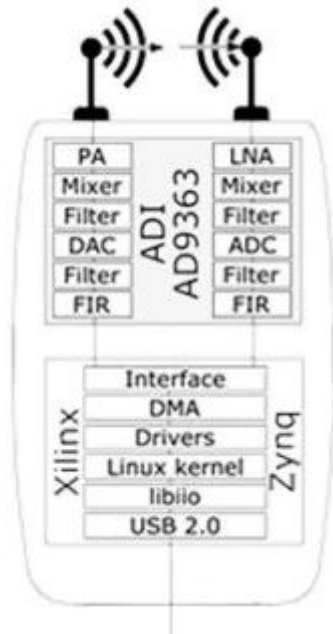 PA
Mixer
Filter
DAC
Filter
FIR
ADI
AD9363
LNA
Mixer
Filter
ADC
Filter
FIR
Xilinx
Interface
DMA
Drivers
Linux kernel
libiio
USB 2.0
Zynq